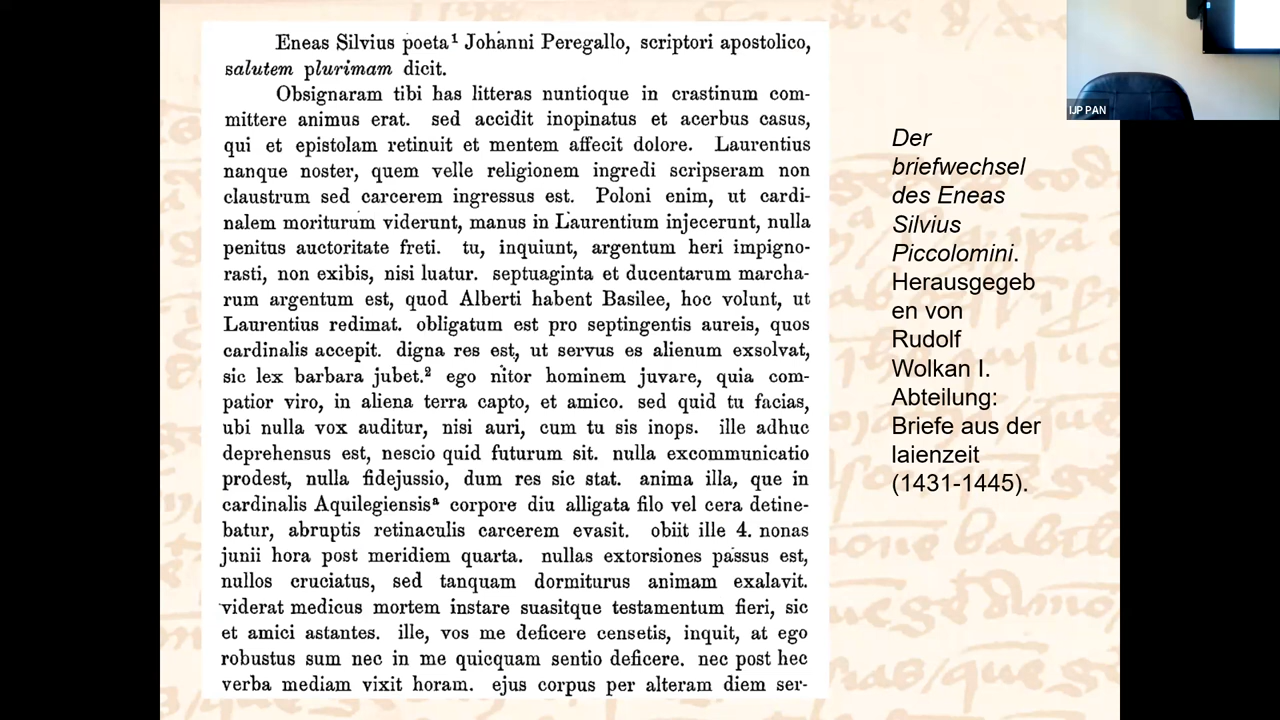 Eneas Silvius poeta¹ Johanni Peregallo, scriptori apostolico,
salutem plurimam dicit.
Obsignaram tibi has litteras nuntioque in crastinum com-
mittere animus erat. sed accidit inopinatus et acerbus casus,
qui et epistolam retinuit et mentem affecit dolore. Laurentius
nanque noster, quem velle religionem ingredi scripseram non
claustrum sed carcerem ingressus est. Poloni enim, ut cardi-
nalem moriturum viderunt, manus in Laurentium injecerunt, nulla
penitus auctoritate freti. tu, inquiunt, argentum heri impigno-
rasti, non exibis, nisi luatur. septuaginta et ducentarum marcha-
rum argentum est, quod Alberti habent Basilee, hoc volunt, ut
Laurentius redimat. obligatum est pro septingentis aureis, quos
cardinalis accepit. digna res est, ut servus es alienum exsolvat,
sic lex barbara jubet.² ego nitor hominem juvare, quia com-
patior viro, in aliena terra capto, et amico. sed quid tu facias,
ubi nulla vox auditur, nisi auri, cum tu sis inops. ille adhuc
deprehensus est, nescio quid futurum sit. nulla excommunicatio
prodest, nulla fidejussio, dum res sic stat. anima illa, que in
cardinalis Aquilegiensisª corpore diu alligata filo vel cera detine-
batur, abruptis retinaculis carcerem evasit. obiit ille 4. nonas
junii hora post meridiem quarta. nullas extorsiones passus est,
nullos cruciatus, sed tanquam dormiturus animam exalavit.
viderat medicus mortem instare suasitque testamentum fieri, sic
et amici astantes. ille, vos me deficere censetis, inquit, at ego
robustus sum nec in me quicquam sentio deficere. nec post hec
verba mediam vixit horam. ejus corpus per alteram diem ser-
Der
briefwechsel
des Eneas
Silvius
Piccolomini.
Herausgegeb
en von
Rudolf
Wolkan I.
Abteilung:
Briefe aus der
laienzeit
(1431-1445).
IJP PAN